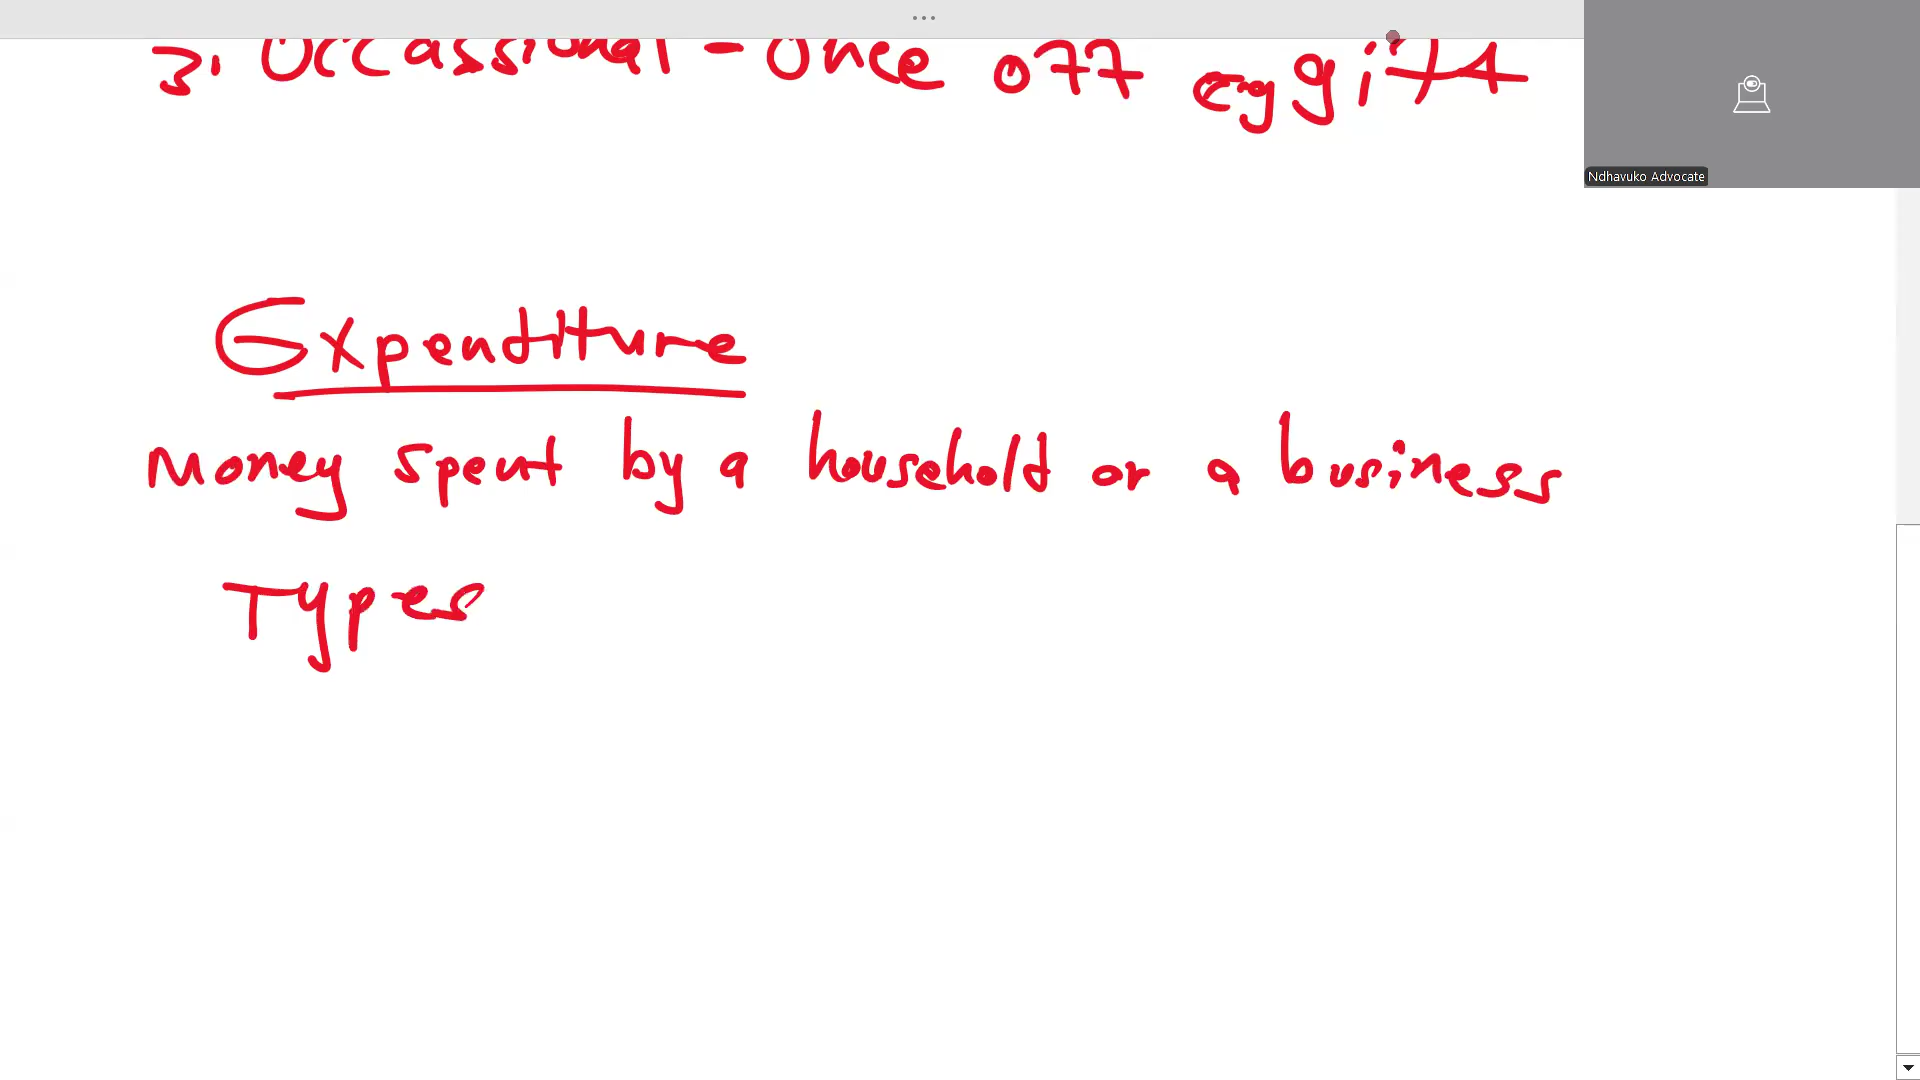 3. Occassional - Once off eg gift
Ndhavuko Advocate
Expenditure
Money spent by a household or a business
Types